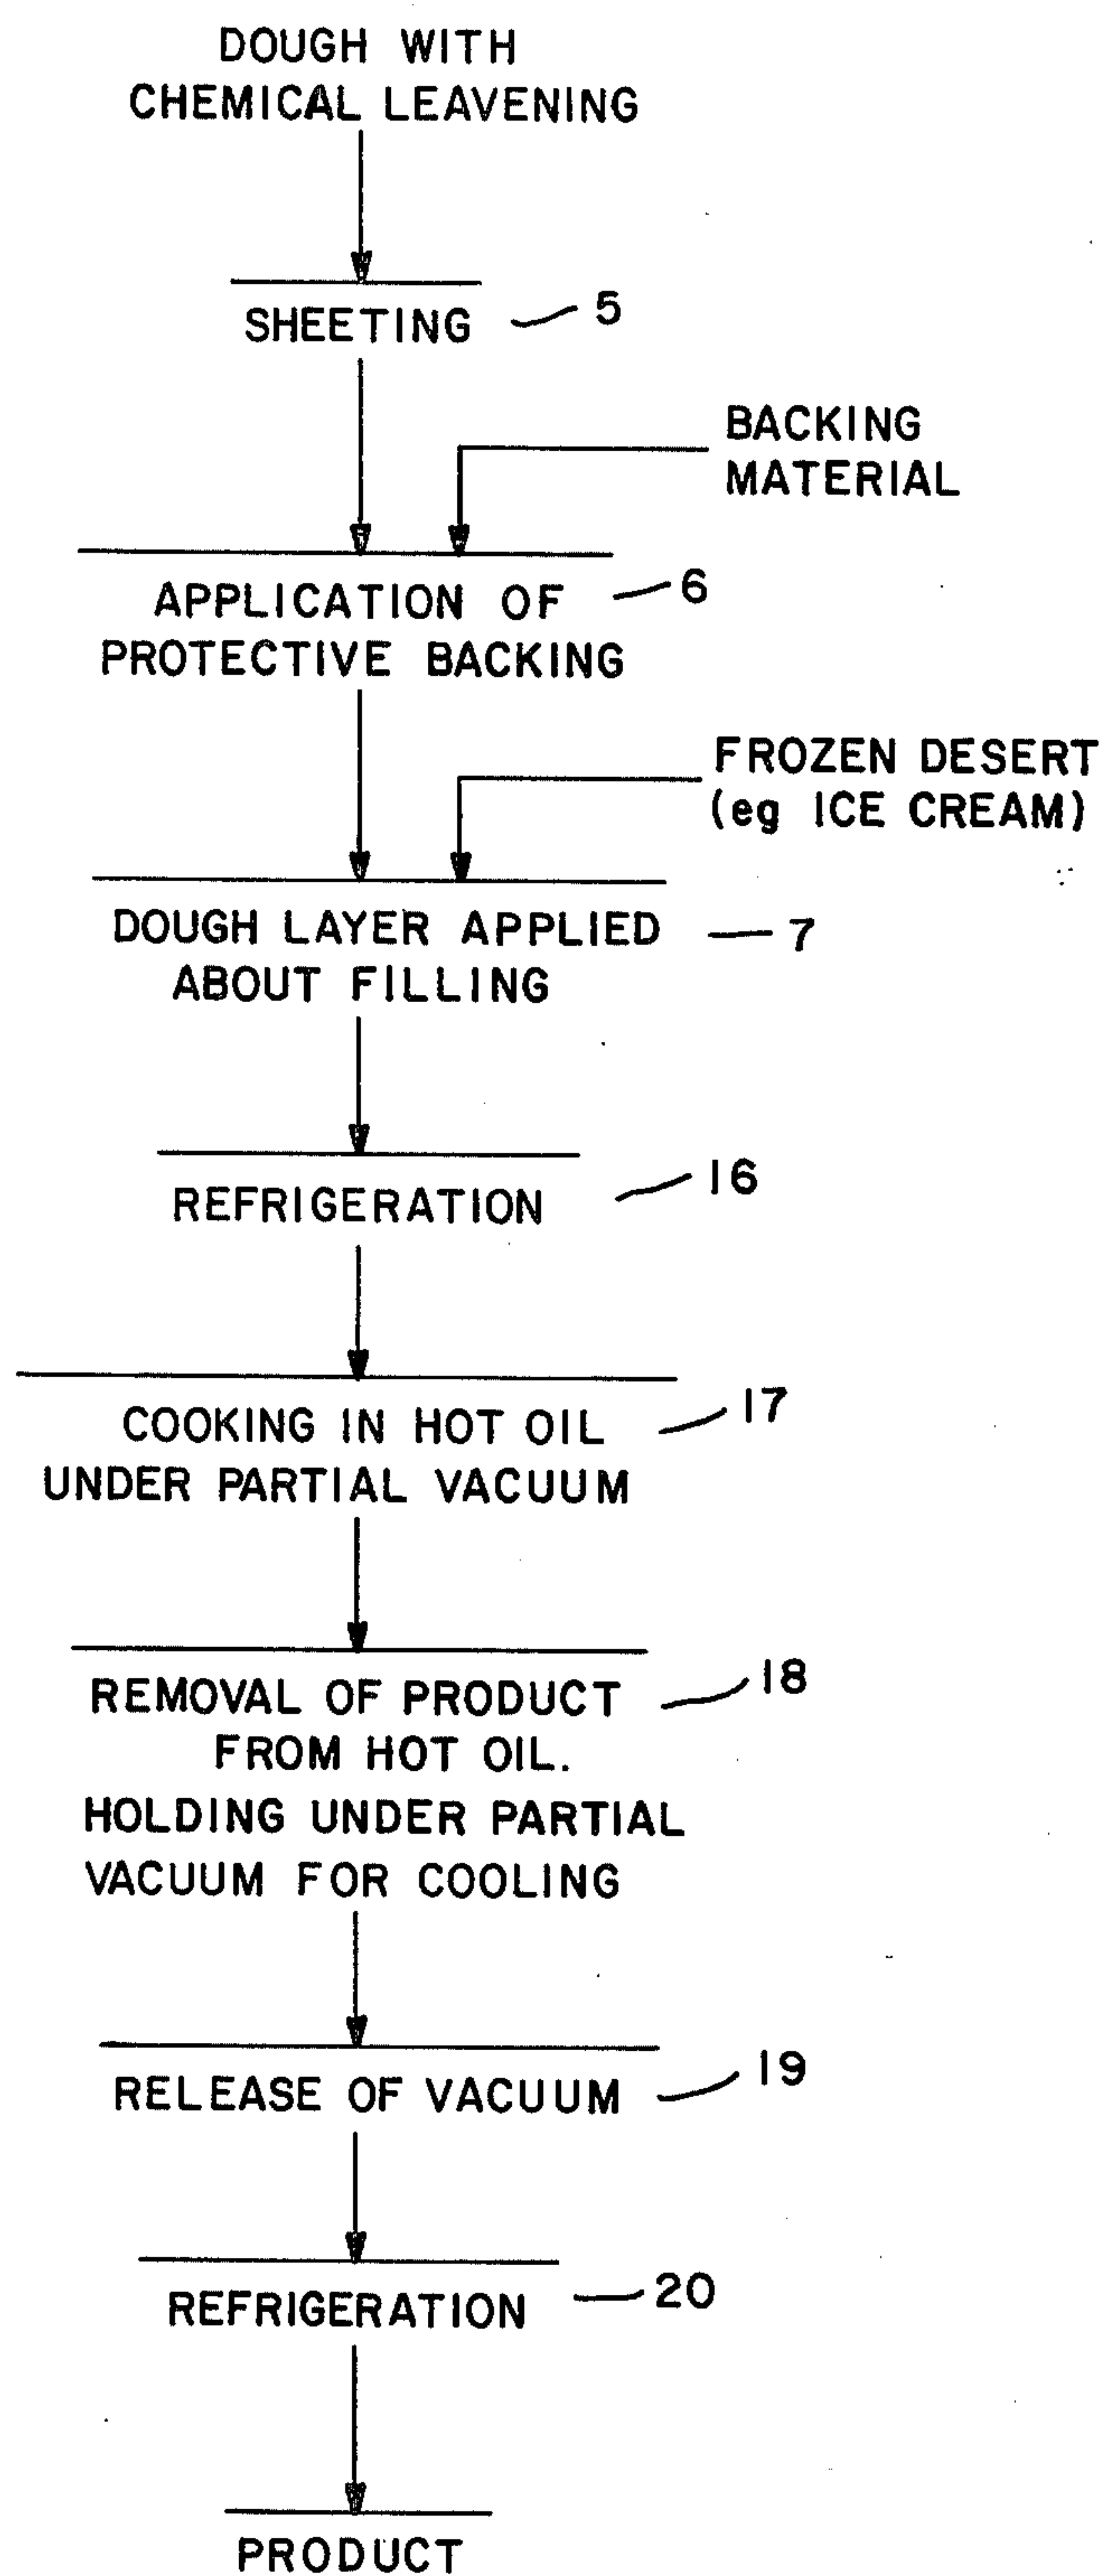 DOUGH WITH
CHEMICAL LEAVENING
SHEETING 5
BACKING
MATERIAL
APPLICATION OF 6
PROTECTIVE BACKING
FROZEN DESERT
(eg ICE CREAM)
DOUGH LAYER APPLIED 7
ABOUT FILLING
REFRIGERATION 16
COOKING IN HOT OIL 17
UNDER PARTIAL VACUUM
REMOVAL OF PRODUCT 18
FROM HOT OIL.
HOLDING UNDER PARTIAL
VACUUM FOR COOLING
RELEASE OF VACUUM 19
REFRIGERATION 20
PRODUCT